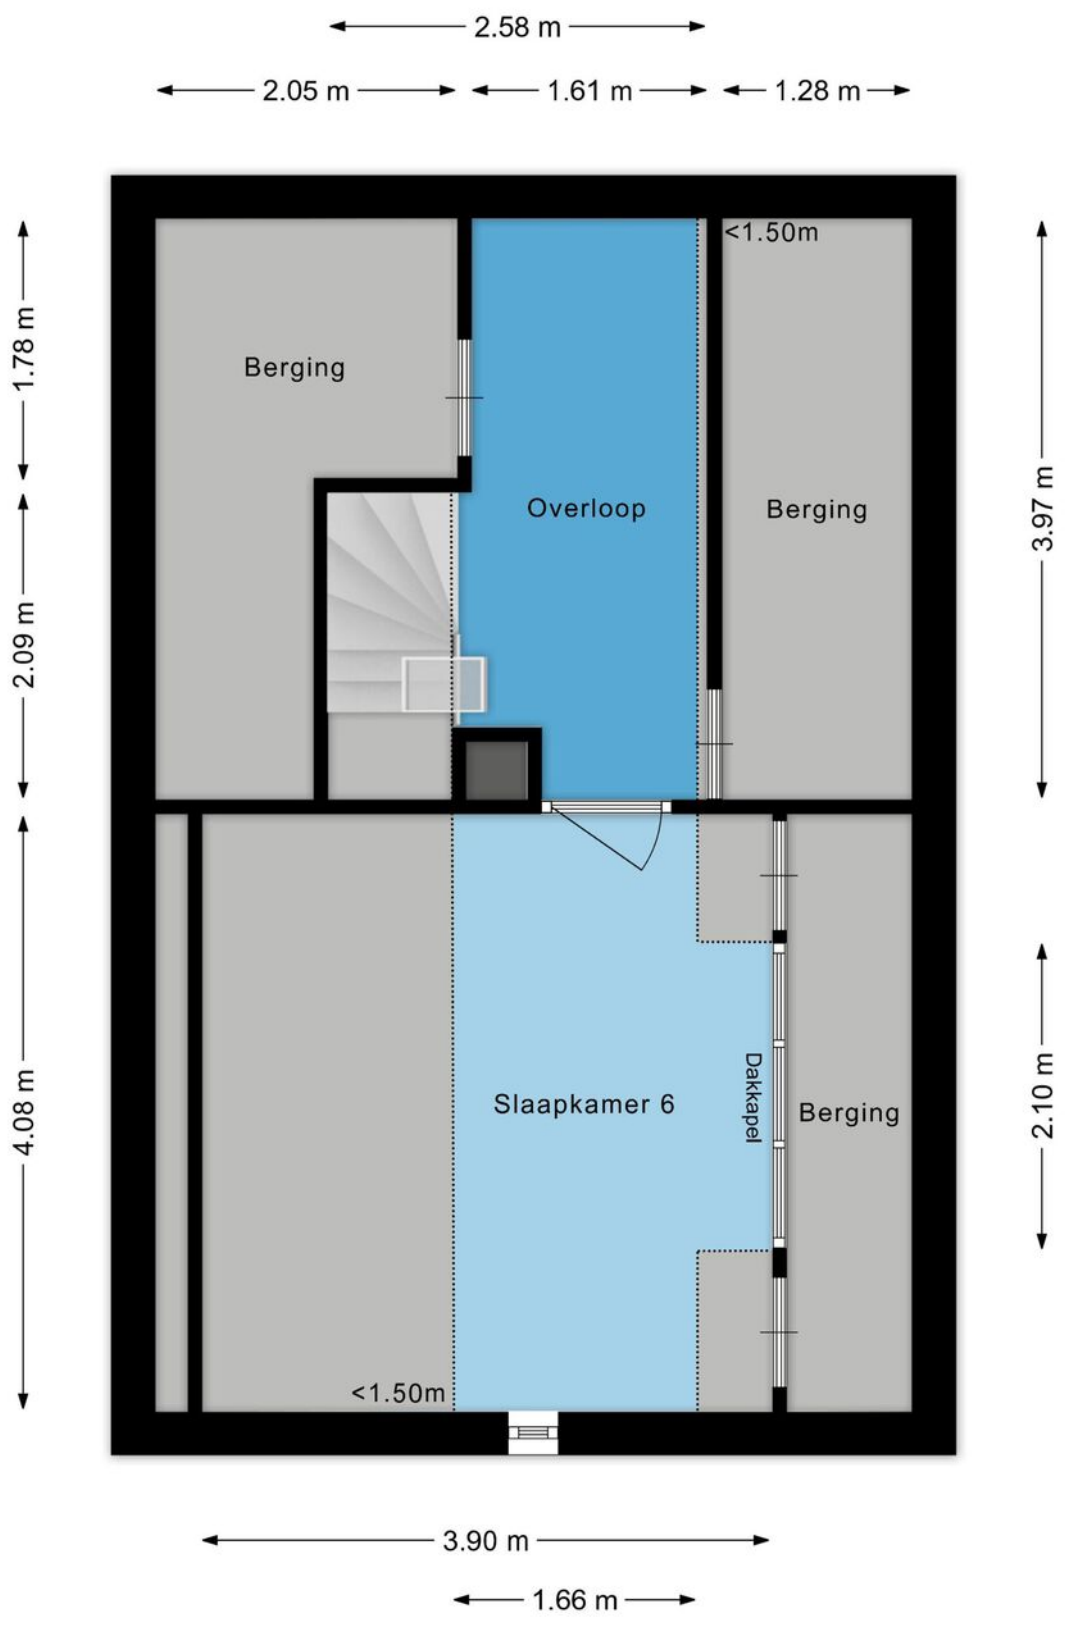 2.58 m
2.05 m
1.61 m
1.28 m
<1.50m
1.78 m
Berging
Overloop
Berging
3.97 m
2.09 m
Dakkapel
Slaapkamer 6
Berging
2.10 m
4.08 m
<1.50m
3.90 m
1.66 m